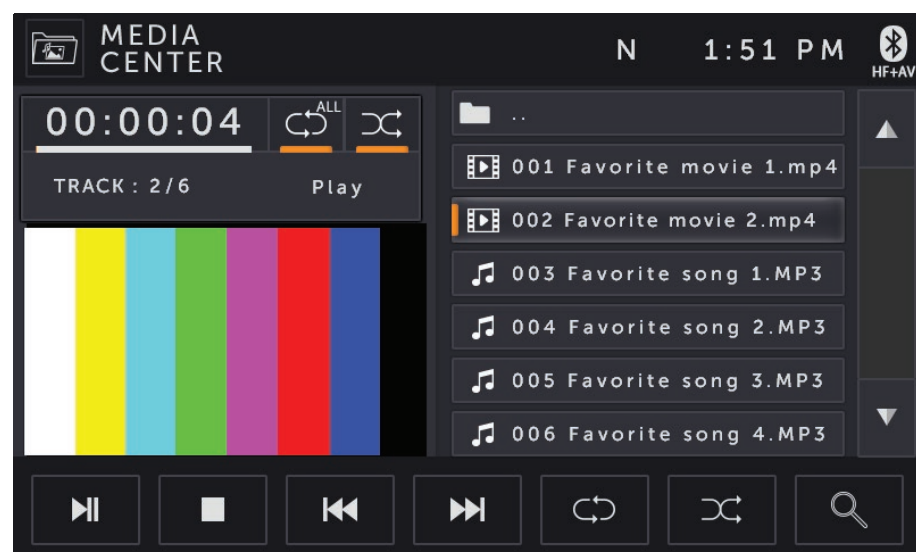 MEDIA
CENTER
N 1:51 PM
HF+AV
00:00:04
ALL
TRACK : 2/6 Play
..
001 Favorite movie 1.mp4
002 Favorite movie 2.mp4
003 Favorite song 1.MP3
004 Favorite song 2.MP3
005 Favorite song 3.MP3
006 Favorite song 4.MP3